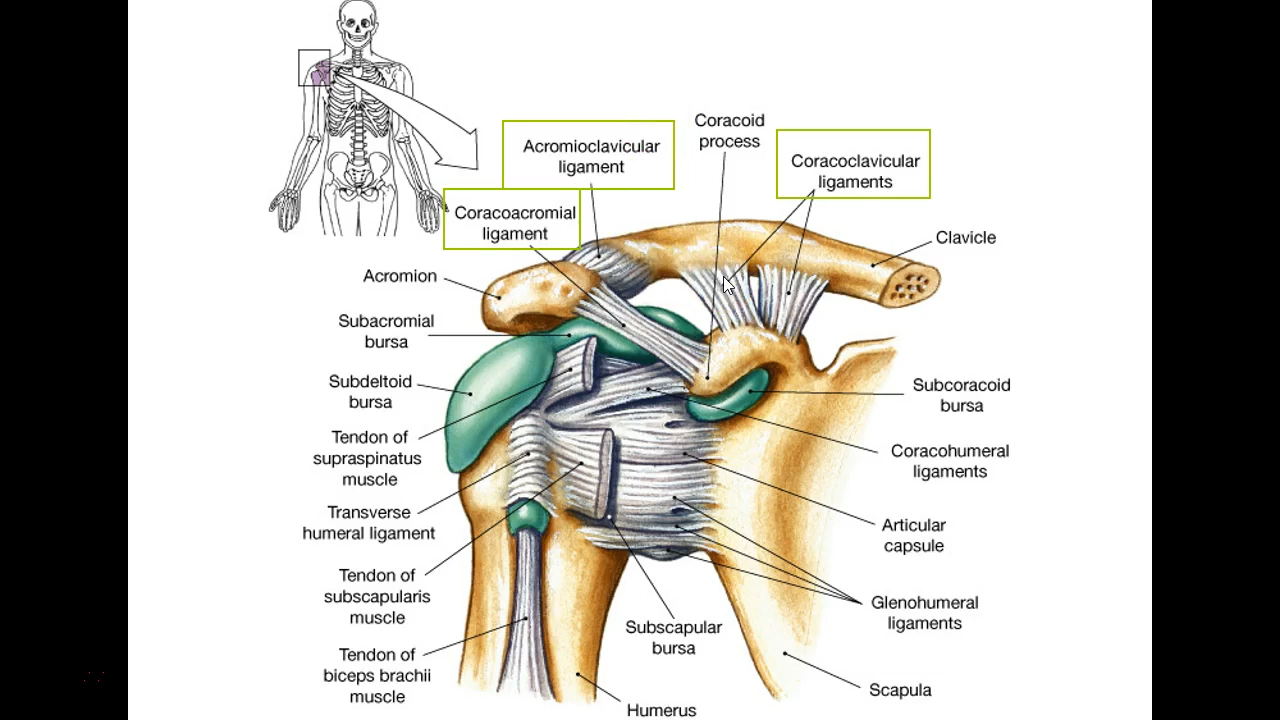 Coracoid
process
Acromioclavicular
ligament
Coracoclavicular
ligaments
Coracoacromial
ligament
Clavicle
Acromion
Subacromial
bursa
Subdeltoid
bursa
Subcoracoid
bursa
Tendon of
supraspinatus
muscle
Coracohumeral
ligaments
Transverse
humeral ligament
Articular
capsule
Tendon of
subscapularis
muscle
Glenohumeral
ligaments
Subscapular
bursa
Tendon of
biceps brachii
muscle
Scapula
Humerus